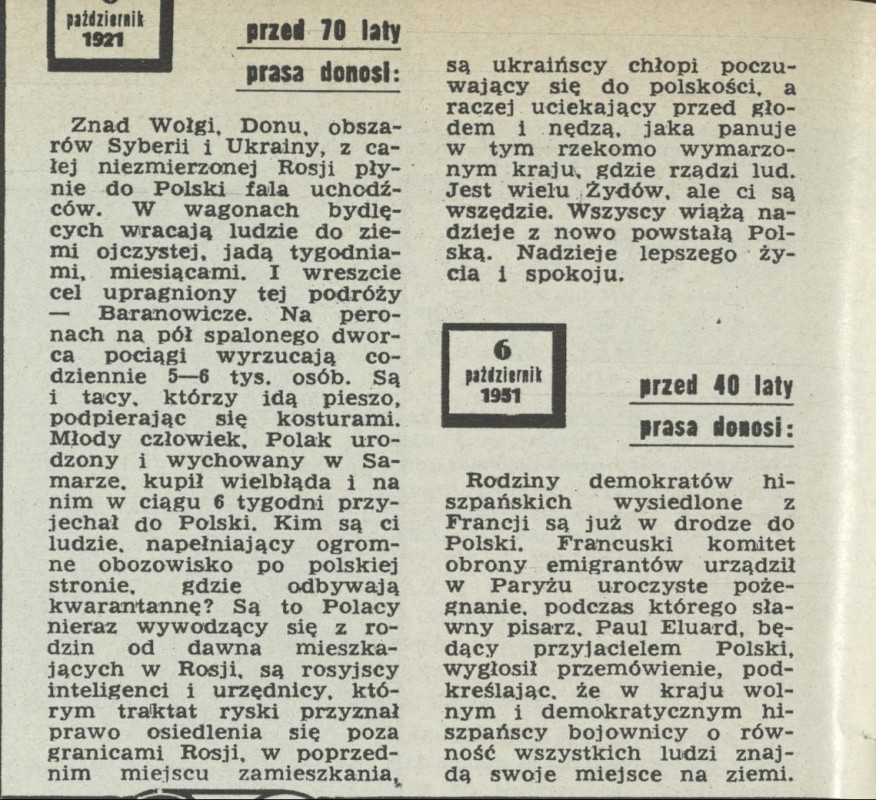 październik
1921
przed 70 laty
prasa donosi:
Znad Wołgi, Donu, obsza-
rów Syberii i Ukrainy, z ca-
łej niezmierzonej Rosji pły-
nie do Polski fala uchodź-
ców. W wagonach bydlę-
cych wracają ludzie do zie-
mi ojczystej, jadą tygodnia-
mi, miesiącami. I wreszcie
cel upragniony tej podróży
— Baranowicze. Na pero-
nach na pół spalonego dwor-
ca pociągi wyrzucają co-
dziennie 5—6 tys. osób. Są
i tacy, którzy idą pieszo,
podpierając się kosturami.
Młody człowiek, Polak uro-
dzony i wychowany w Sa-
marze, kupił wielbłąda i na
nim w ciągu 6 tygodni przy-
jechał do Polski. Kim są ci
ludzie, napełniający ogrom-
ne obozowisko po polskiej
stronie, gdzie odbywają
kwarantannę? Są to Polacy
nieraz wywodzący się z ro-
dzin od dawna mieszka-
jących w Rosji, są rosyjscy
inteligenci i urzędnicy, któ-
rym traktat ryski przyznał
prawo osiedlenia się poza
granicami Rosji, w poprzed-
nim miejscu zamieszkania,
są ukraińscy chłopi poczu-
wający się do polskości, a
raczej uciekający przed gło-
dem i nędzą, jaka panuje
w tym rzekomo wymarzo-
nym kraju, gdzie rządzi lud.
Jest wielu Żydów, ale ci są
wszędzie. Wszyscy wiążą na-
dzieje z nowo powstałą Pol-
ską. Nadzieje lepszego ży-
cia i spokoju.
6
październik
1951
przed 40 laty
prasa donosi:
Rodziny demokratów hi-
szpańskich wysiedlone z
Francji są już w drodze do
Polski. Francuski komitet
obrony emigrantów urządził
w Paryżu uroczyste poże-
gnanie, podczas którego sła-
wny pisarz, Paul Eluard, bę-
dący przyjacielem Polski,
wygłosił przemówienie, pod-
kreślając, że w kraju wol-
nym i demokratycznym hi-
szpańscy bojownicy o rów-
ność wszystkich ludzi znaj-
dą swoje miejsce na ziemi.